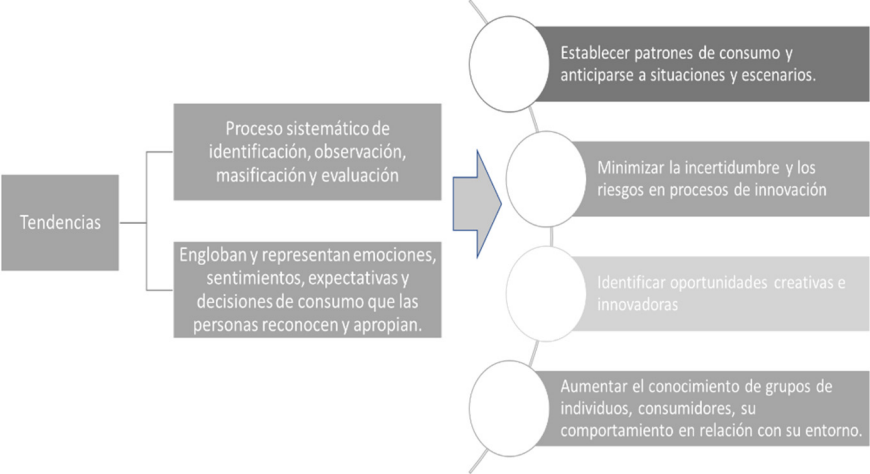 Tendencias
Proceso sistemático de
identificación, observación,
masificación y evaluación
Engloban y representan emociones,
sentimientos, expectativas y
decisiones de consumo que las
personas reconocen y apropian.
Establecer patrones de consumo y
anticiparse a situaciones y escenarios.
Minimizar la incertidumbre y los
riesgos en procesos de innovación
Identificar oportunidades creativas e
innovadoras
Aumentar el conocimiento de grupos de
individuos, consumidores, su
comportamiento en relación con su entorno.